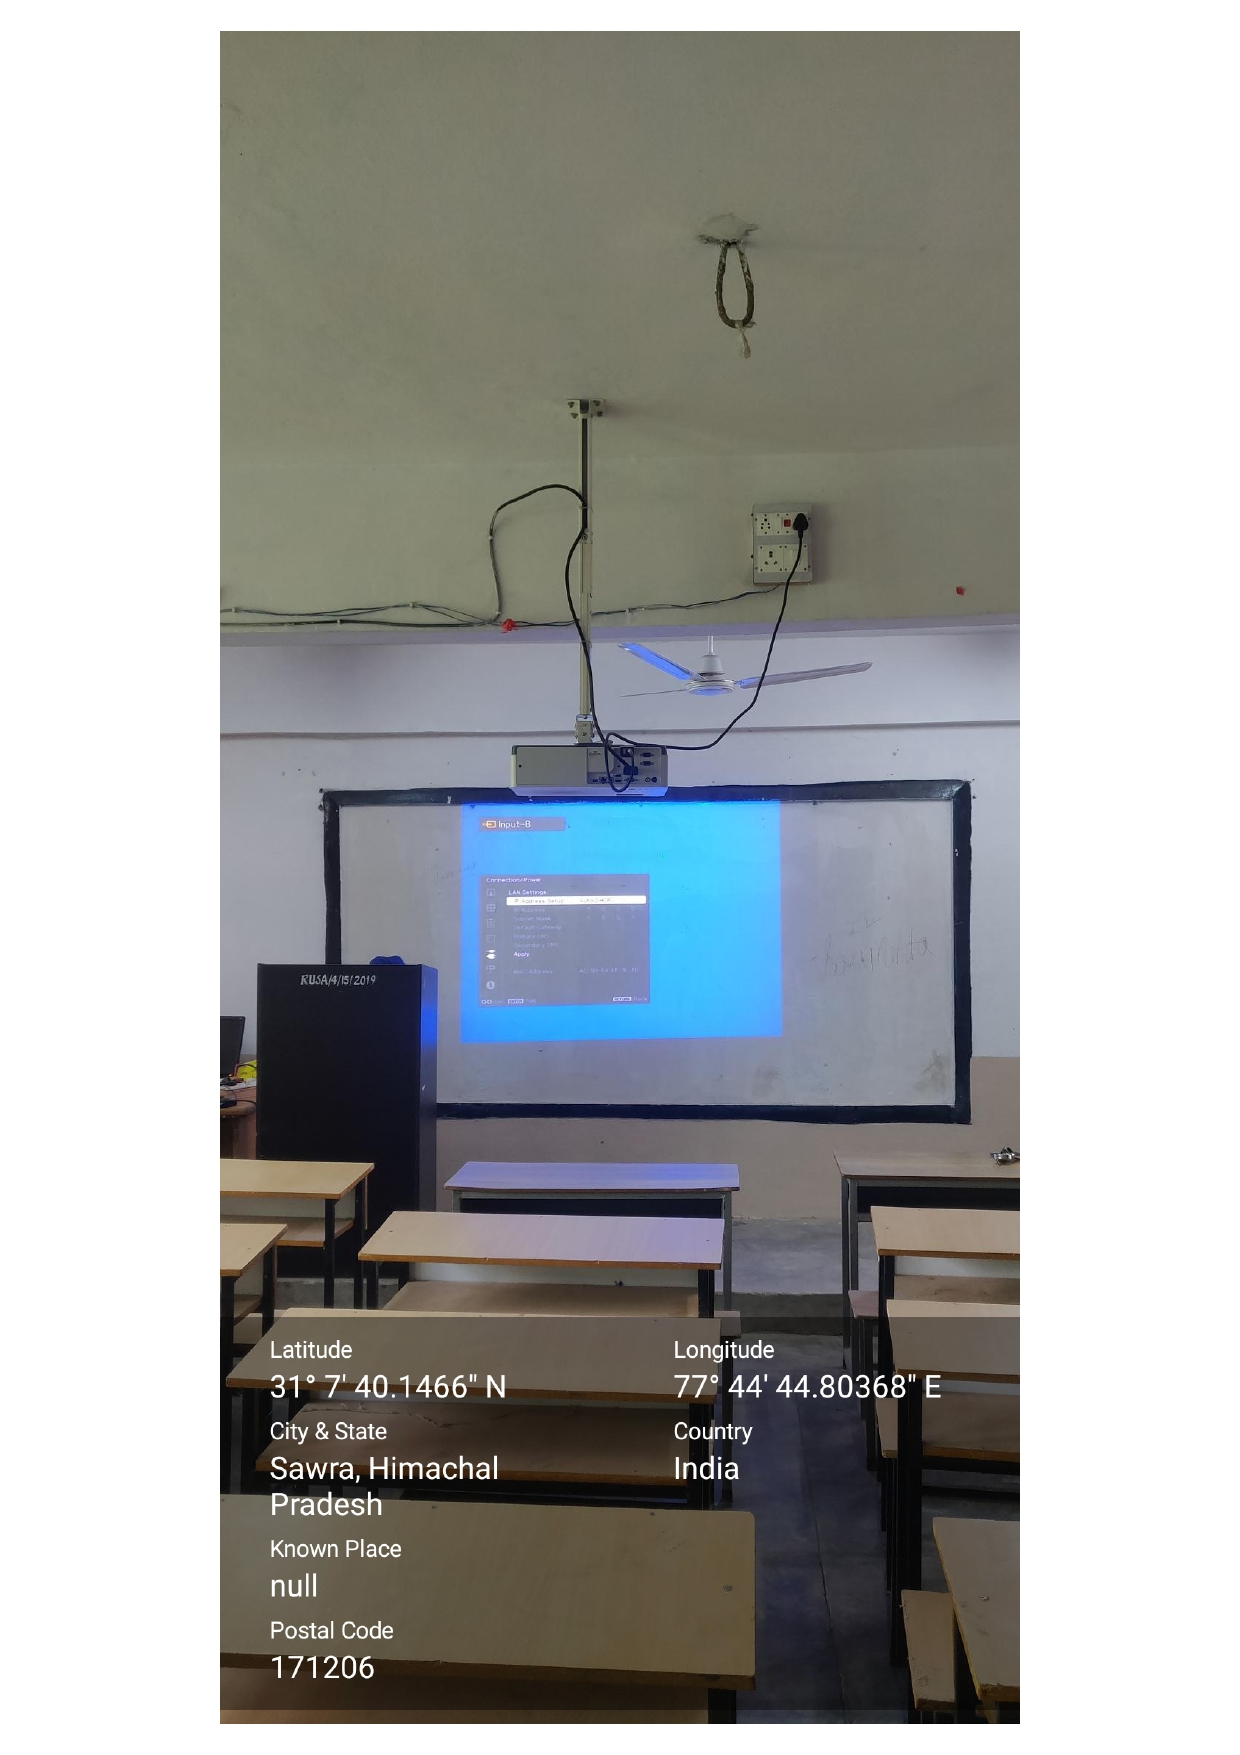 Input-B
Connection/Power
LAN Settings
IP Address Setup
Apply
RUSA/4/15/2019
Latitude
31° 7' 40.1466" N
Longitude
77° 44' 44.80368" E
City & State
Sawra, Himachal
Pradesh
Country
India
Known Place
null
Postal Code
171206